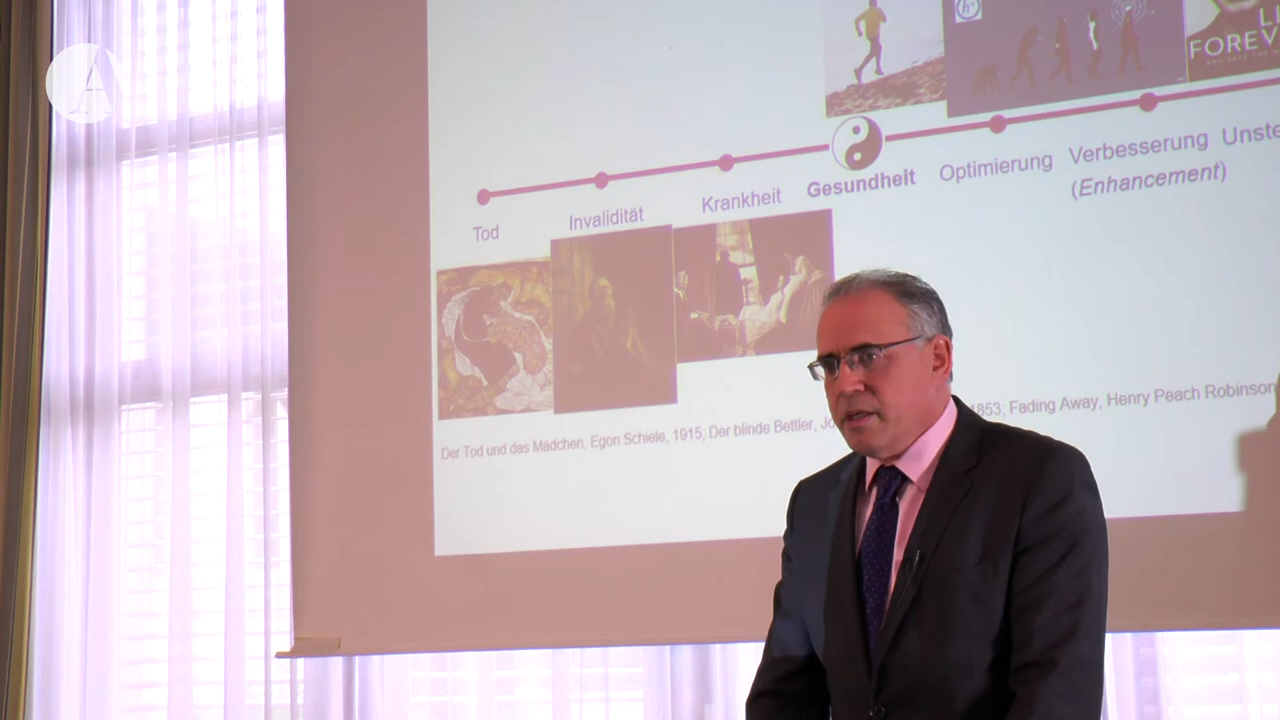 A
h+
FOREV
Tod
Invalidität
Krankheit
Gesundheit
Optimierung
Verbesserung
(Enhancement)
Unste
Der Tod und das Mädchen, Egon Schiele, 1915, Der blinde Bettler, Jo 1853; Fading Away, Henry Peach Robinson